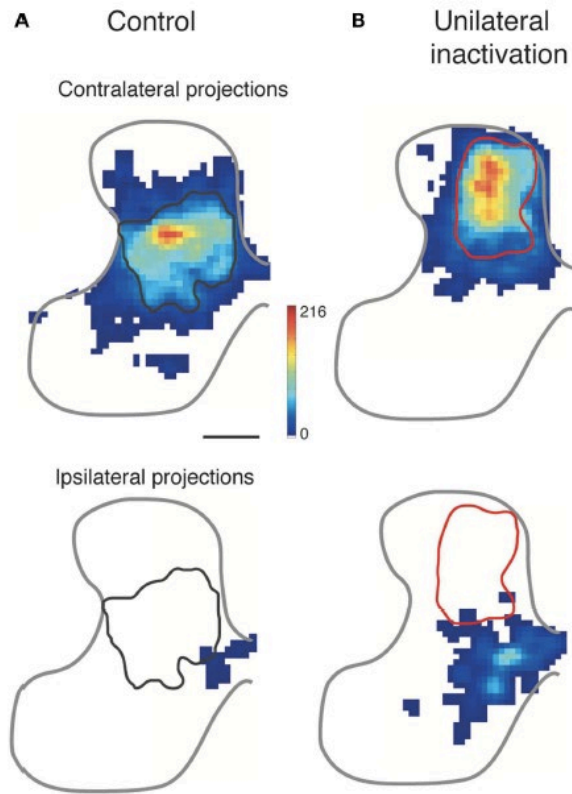 A
Control
B
Unilateral
inactivation
Contralateral projections
216
0
Ipsilateral projections